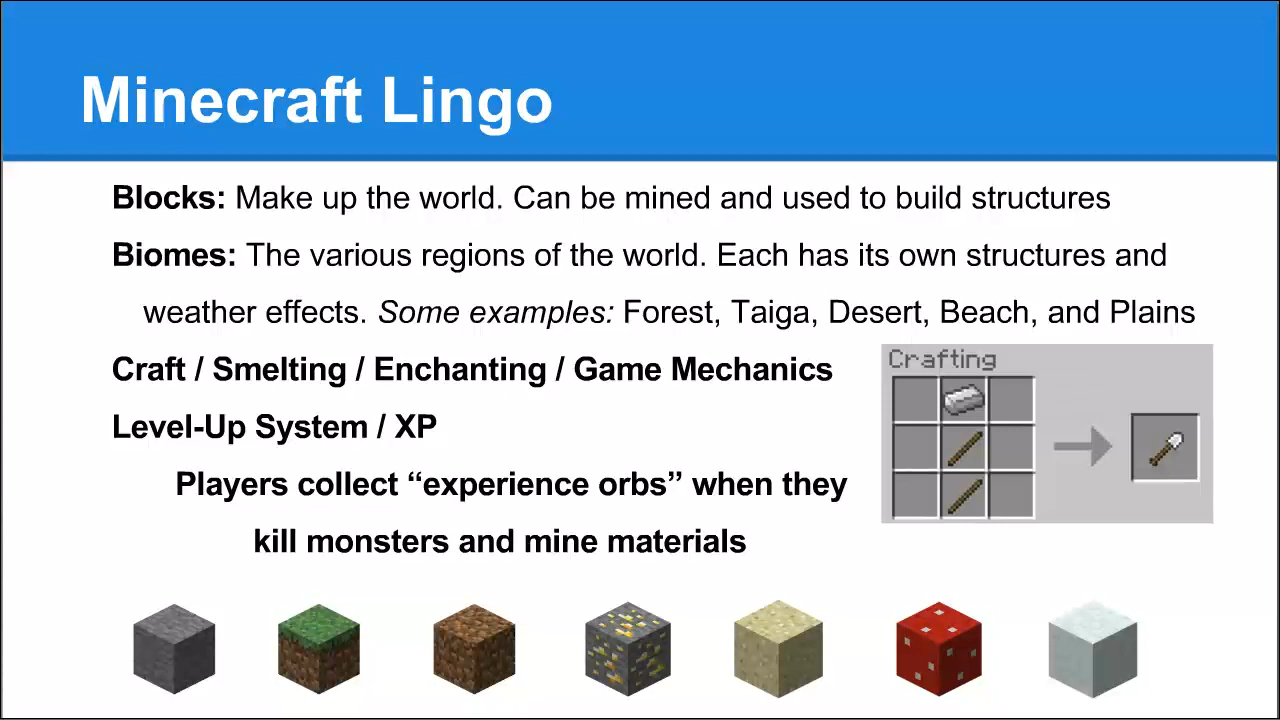 Minecraft Lingo
Blocks: Make up the world. Can be mined and used to build structures
Biomes: The various regions of the world. Each has its own structures and
weather effects. Some examples: Forest, Taiga, Desert, Beach, and Plains
Craft / Smelting / Enchanting / Game Mechanics
Crafting
Level-Up System / XP
Players collect “experience orbs” when they
kill monsters and mine materials